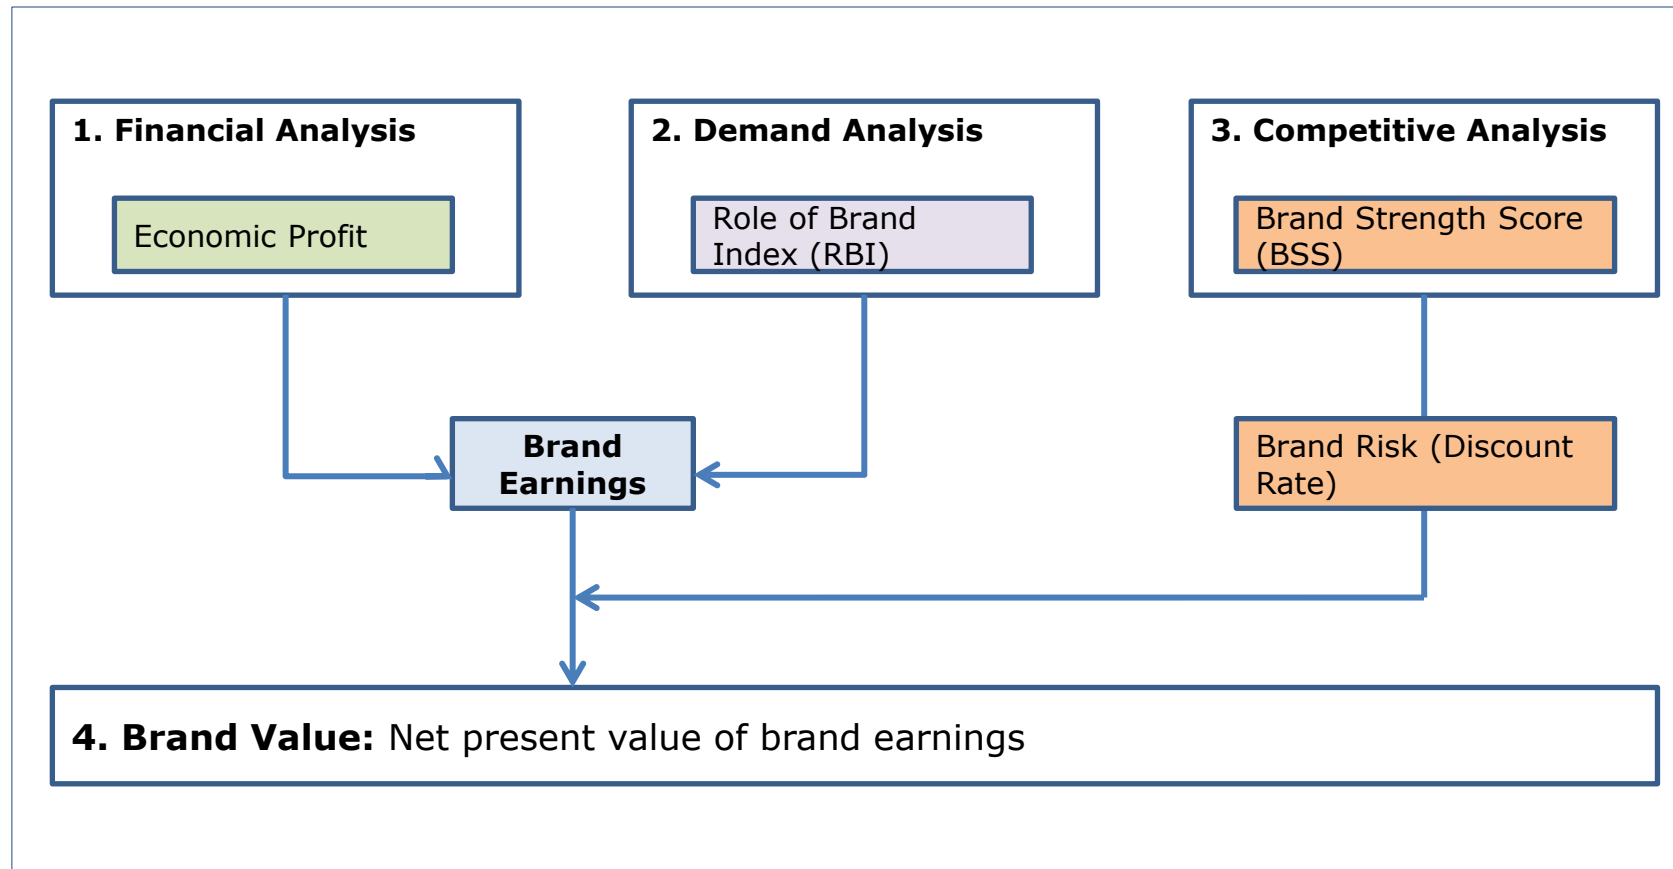 1. Financial Analysis
Economic Profit
2. Demand Analysis
Role of Brand
Index (RBI)
3. Competitive Analysis
Brand Strength Score
(BSS)
Brand
Earnings
Brand Risk (Discount
Rate)
4. Brand Value: Net present value of brand earnings